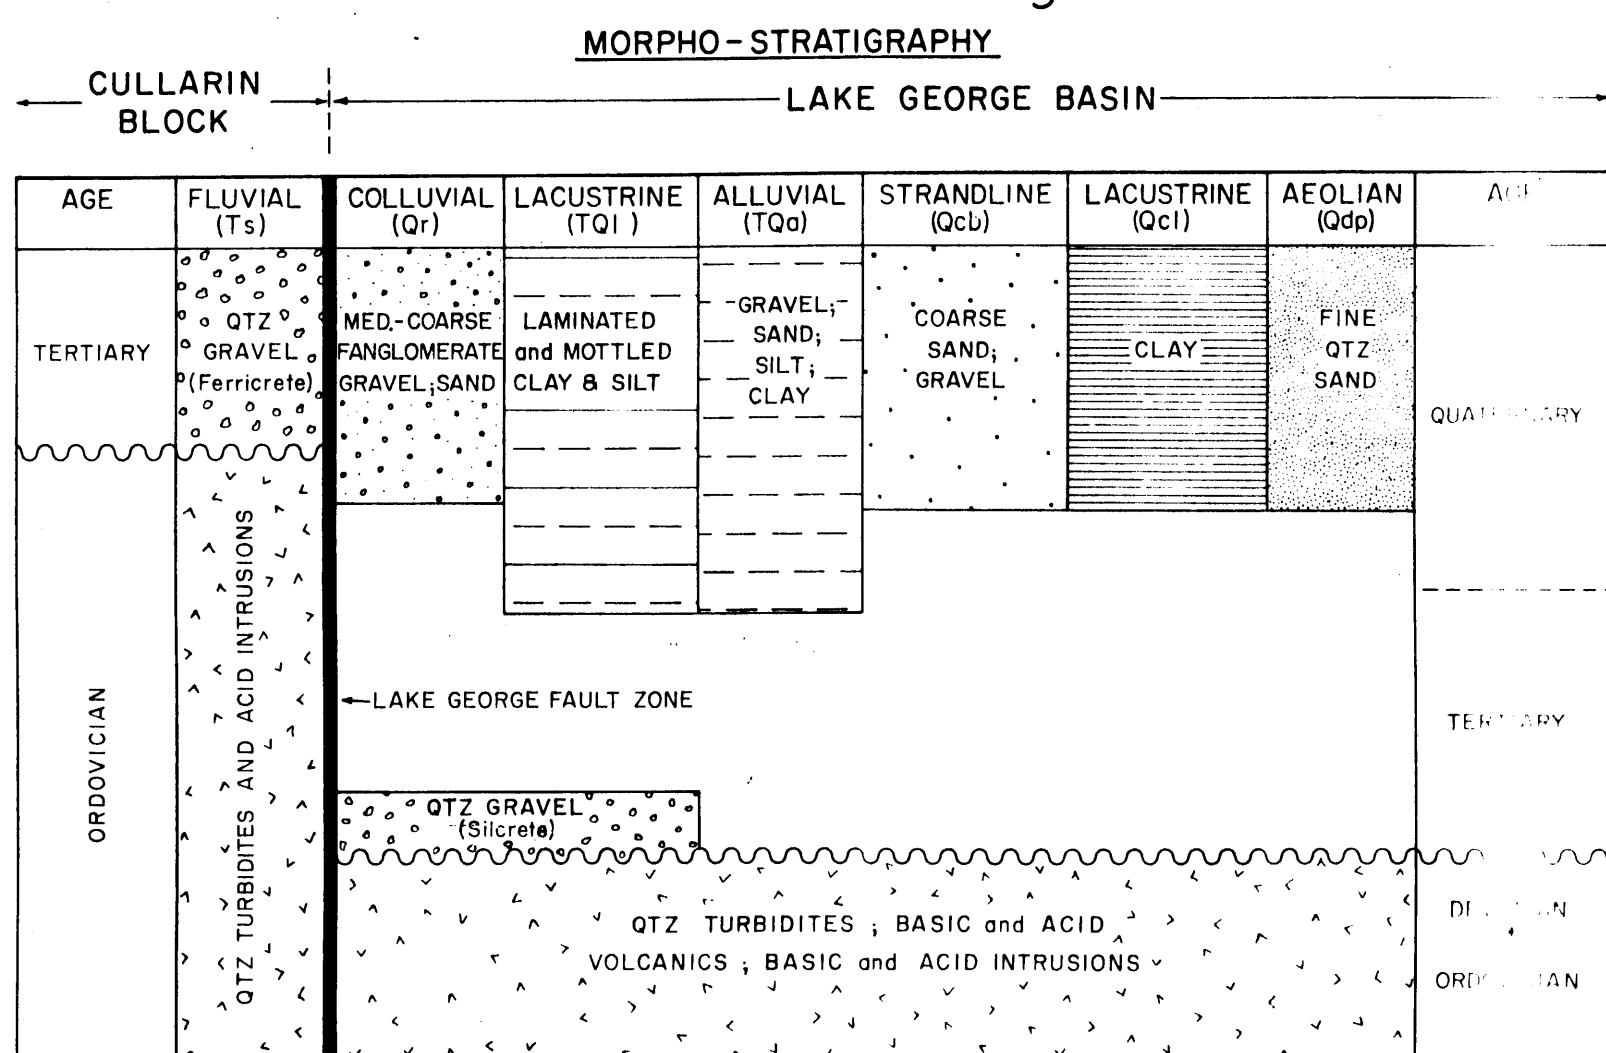 MORPHO-STRATIGRAPHY
CULLARIN
BLOCK
LAKE GEORGE BASIN
AGE
FLUVIAL
(Ts)
COLLUVIAL
(Qr)
LACUSTRINE
(TQl)
ALLUVIAL
(TQa)
STRANDLINE
(Qcb)
LACUSTRINE
(Qcl)
AEOLIAN
(Qdp)
TERTIARY
QTZ
GRAVEL
(Ferricrete)
MED.-COARSE
FANGLOMERATE
GRAVEL;SAND
LAMINATED
and MOTTLED
CLAY & SILT
GRAVEL;
SAND;
SILT;
CLAY
COARSE
SAND;
GRAVEL
CLAY
FINE
QTZ
SAND
ORDOVICIAN
QTZ TURBIDITES AND ACID INTRUSIONS
LAKE GEORGE FAULT ZONE
QTZ GRAVEL
(Silcrete)
QTZ TURBIDITES ; BASIC and ACID
VOLCANICS ; BASIC and ACID INTRUSIONS